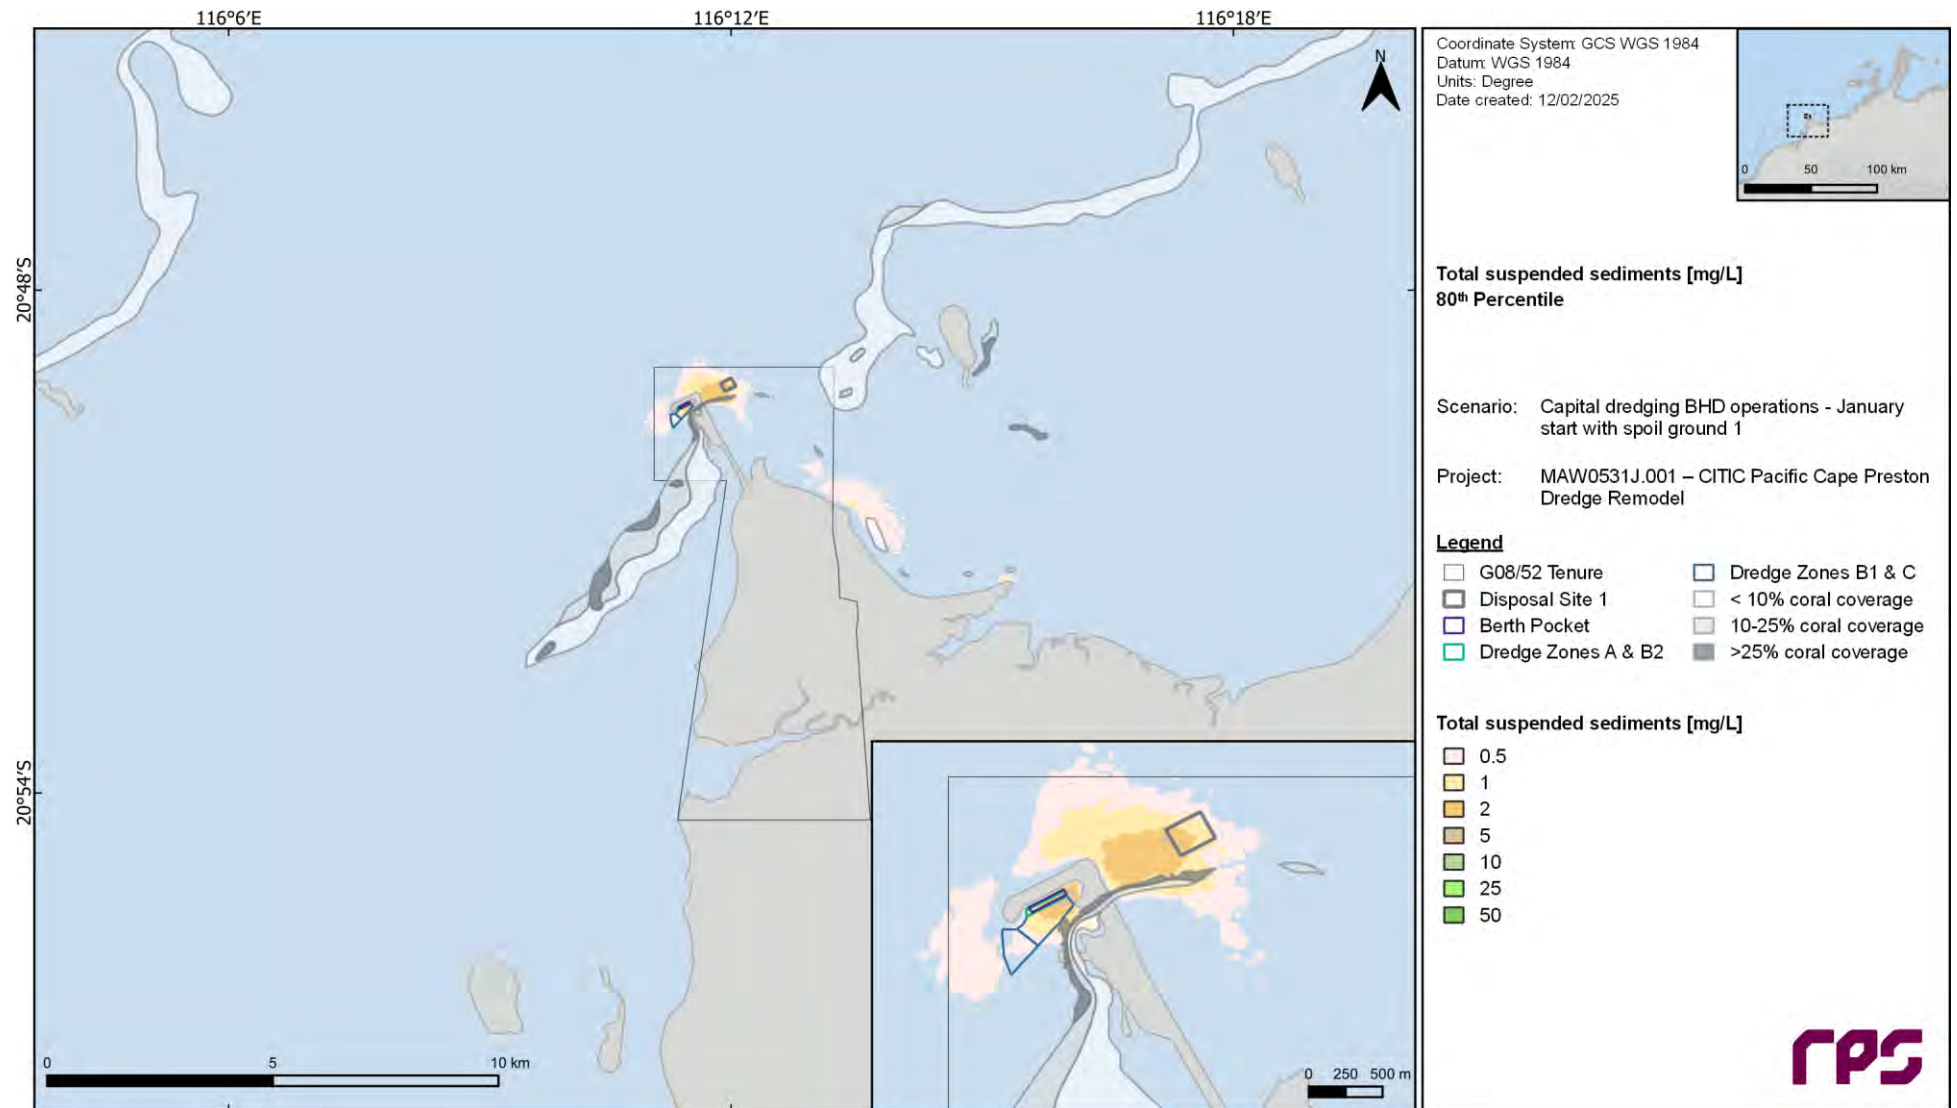 116°6'E
116°12'E
116°18'E
20°48'S
20°54'S
N
0 5 10 km
0 250 500 m
Coordinate System: GCS WGS 1984
Datum: WGS 1984
Units: Degree
Date created: 12/02/2025
0 50 100 km
Total suspended sediments [mg/L]
80th Percentile
Scenario: Capital dredging BHD operations - January
start with spoil ground 1
Project: MAW0531J.001 – CITIC Pacific Cape Preston
Dredge Remodel
Legend
G08/52 Tenure
Disposal Site 1
Berth Pocket
Dredge Zones A & B2
Dredge Zones B1 & C
< 10% coral coverage
10-25% coral coverage
>25% coral coverage
Total suspended sediments [mg/L]
0.5
1
2
5
10
25
50
rps